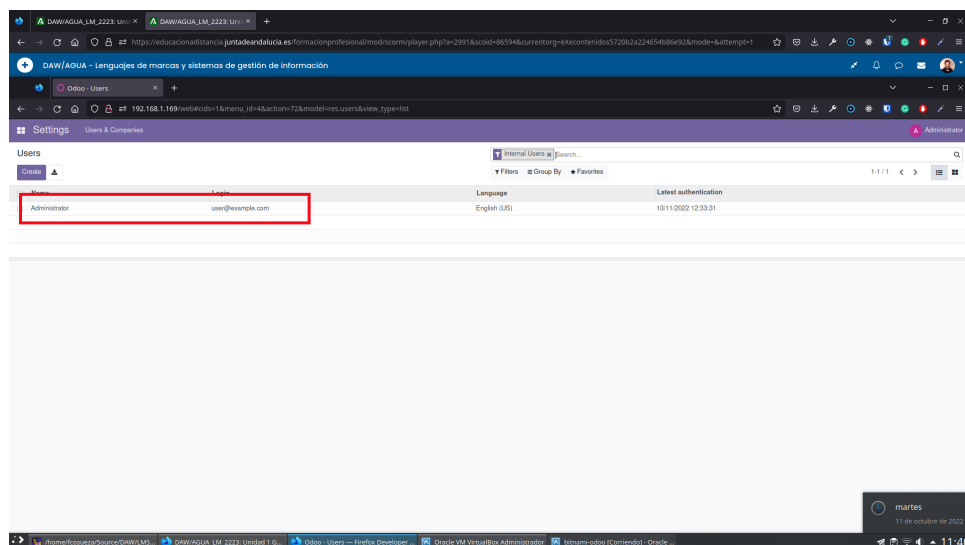 DAW/AGUA_LM_2223: Uni
DAW/AGUA_LM_2223: Uni
https://educacionadistancia.juntadeandalucia.es/formacionprofesional/mod/scorm/player.php?a=2991&scoid=86594&currentorg=eXecontenidos5720b2a224654b86e92&mode=&attempt=1
DAW/AGUA - Lenguajes de marcas y sistemas de gestión de información
Odoo - Users
192.168.1.169/web#cids=1&menu_id=4&action=72&model=res.users&view_type=list
Settings Users & Companies A Administrator
Users Internal Users Search...
Create Filters Group By Favorites 1-1 / 1
Name Login Language Latest authentication
Administrator user@example.com English (US) 10/11/2022 12:33:31
martes
11 de octubre de 2022
/home/fcosueza/Source/DAW/LMS... DAW/AGUA_LM_2223: Unidad 1 G... Odoo - Users — Firefox Developer ... Oracle VM VirtualBox Administrador bitnami-odoo [Corriendo] - Oracle ...